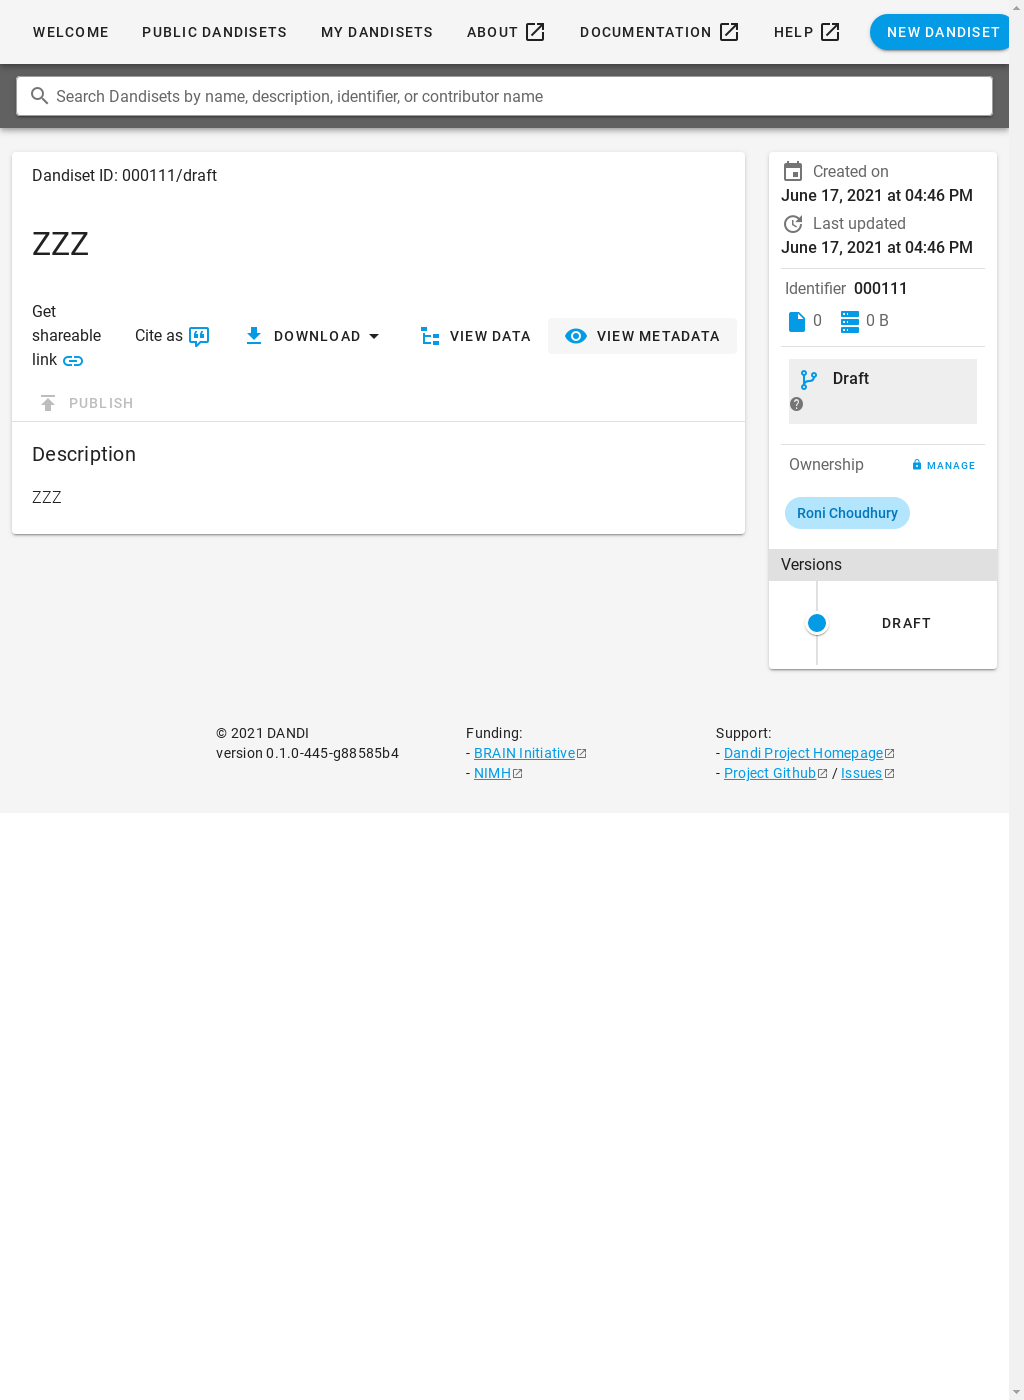 WELCOME PUBLIC DANDISETS MY DANDISETS ABOUT DOCUMENTATION HELP NEW DANDISET
Search Dandisets by name, description, identifier, or contributor name
Dandiset ID: 000111/draft
ZZZ
Get shareable link
Cite as
DOWNLOAD
VIEW DATA
VIEW METADATA
PUBLISH
Description
ZZZ
Created on
June 17, 2021 at 04:46 PM
Last updated
June 17, 2021 at 04:46 PM
Identifier 000111
0 0 B
Draft
Ownership MANAGE
Roni Choudhury
Versions
DRAFT
© 2021 DANDI
version 0.1.0-445-g88585b4
Funding:
- BRAIN Initiative
- NIMH
Support:
- Dandi Project Homepage
- Project Github / Issues